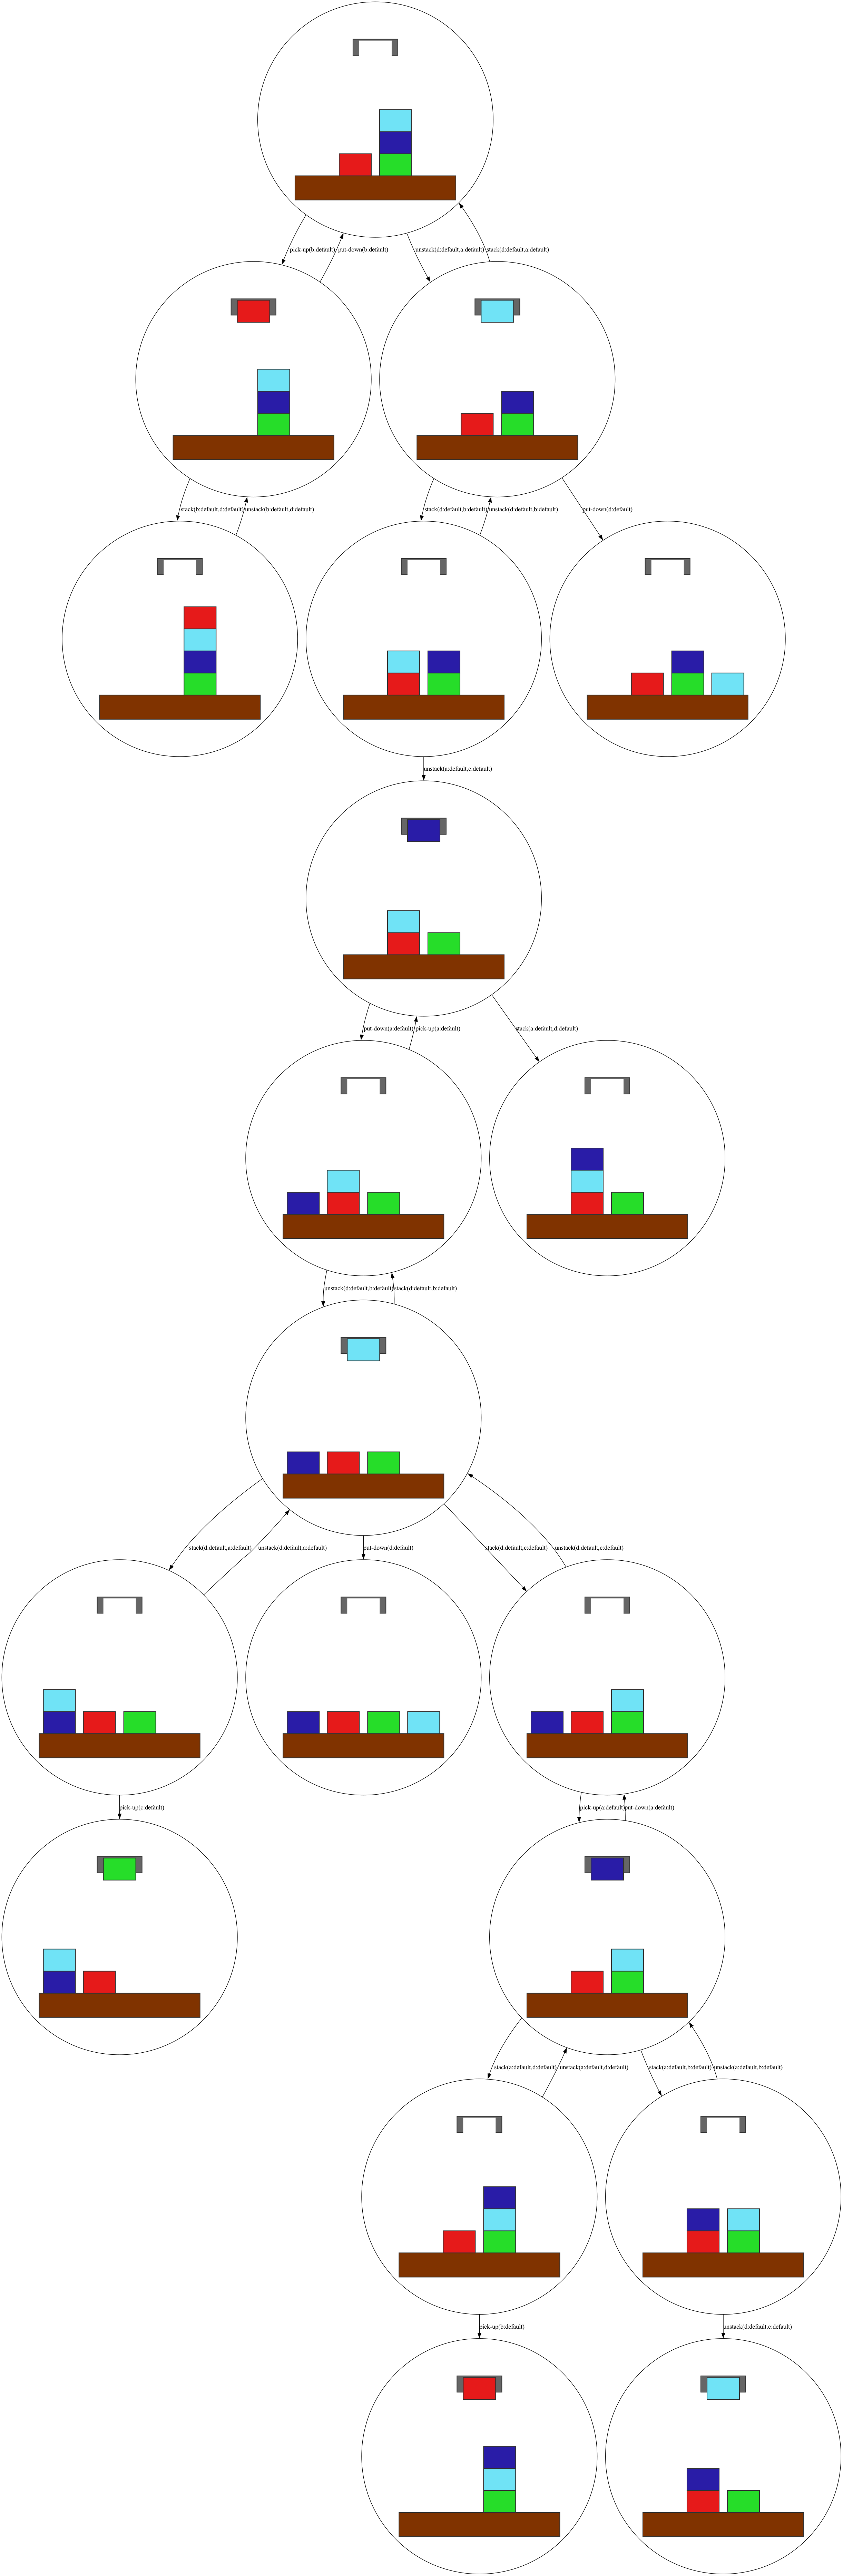 pick-up(b:default)
put-down(b:default)
unstack(d:default,a:default)
stack(d:default,a:default)
stack(b:default,d:default)
unstack(b:default,d:default)
stack(d:default,b:default)
unstack(d:default,b:default)
put-down(d:default)
unstack(a:default,c:default)
put-down(a:default)
pick-up(a:default)
stack(a:default,d:default)
unstack(d:default,b:default)
stack(d:default,b:default)
stack(d:default,a:default)
unstack(d:default,a:default)
put-down(d:default)
stack(d:default,c:default)
unstack(d:default,c:default)
pick-up(c:default)
pick-up(a:default)
put-down(a:default)
stack(a:default,d:default)
unstack(a:default,d:default)
stack(a:default,b:default)
unstack(a:default,b:default)
pick-up(b:default)
unstack(d:default,c:default)